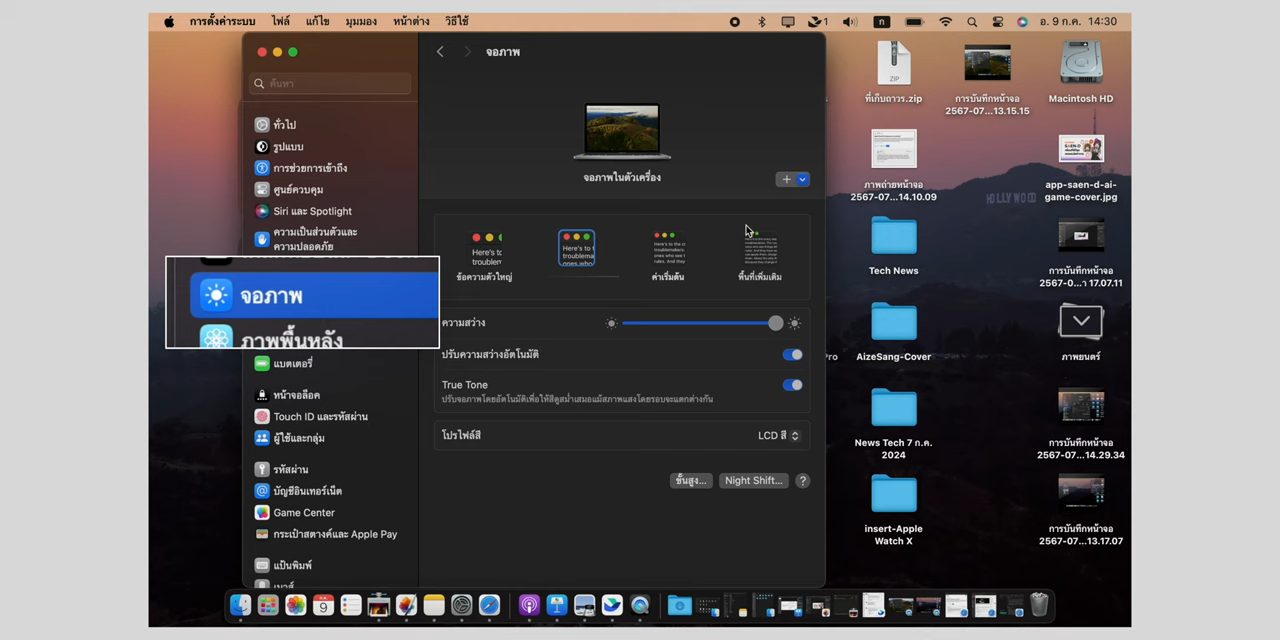 การตั้งค่าระบบ ไฟล์ แก้ไข มุมมอง หน้าต่าง วิธีใช้
1 ก อ. 9 ก.ค. 14:30
จอภาพ
ค้นหา
ทั่วไป
รูปแบบ
การช่วยการเข้าถึง
ศูนย์ควบคุม
Siri และ Spotlight
ความเป็นส่วนตัวและ
ความปลอดภัย
จอภาพ
ภาพพื้นหลัง
แบตเตอรี่
หน้าจอล็อค
Touch ID และรหัสผ่าน
ผู้ใช้และกลุ่ม
รหัสผ่าน
บัญชีอินเทอร์เน็ต
Game Center
กระเป๋าสตางค์และ Apple Pay
แป้นพิมพ์
จอภาพในตัวเครื่อง
ข้อความตัวใหญ่
ค่าเริ่มต้น
พื้นที่เพิ่มเติม
ความสว่าง
ปรับความสว่างอัตโนมัติ
True Tone
ปรับจอภาพโดยอัตโนมัติเพื่อให้สีดูสม่ำเสมอแม้สภาพแสงโดยรอบจะแตกต่างกัน
โปรไฟล์สี
LCD สี
ขั้นสูง...
Night Shift...
?
ZIP
ที่เก็บถาวร.zip
การบันทึกหน้าจอ
2567-07...13.15.15
Macintosh HD
ภาพถ่ายหน้าจอ
2567-07...14.10.09
app-saen-d-ai-
game-cover.jpg
HOLLYWOOD
Tech News
การบันทึกหน้าจอ
2567-0...า 17.07.11
Pro
AizeSang-Cover
ภาพยนตร์
News Tech 7 ก.ค.
2024
การบันทึกหน้าจอ
2567-07...14.29.34
insert-Apple
Watch X
การบันทึกหน้าจอ
2567-07...13.17.07
9